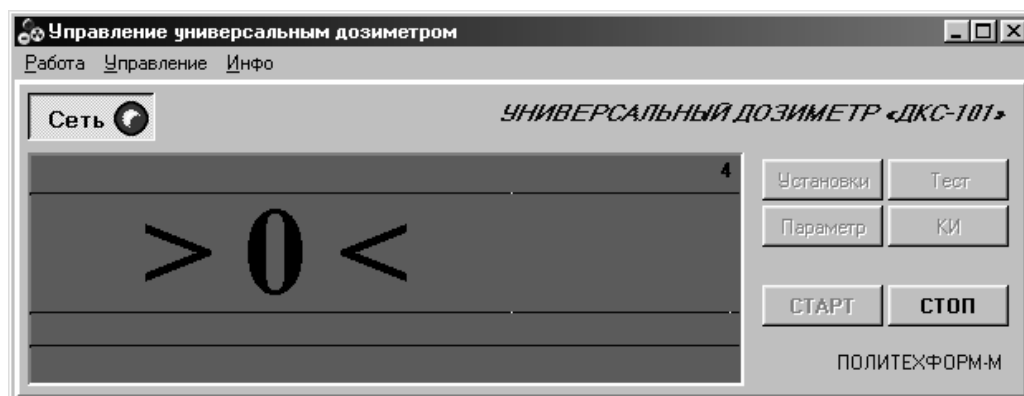 Управление универсальным дозиметром
Работа Управление Инфо
Сеть
УНИВЕРСАЛЬНЫЙ ДОЗИМЕТР «ДКС-101»
4
> 0 <
Установки Тест
Параметр КИ
СТАРТ СТОП
ПОЛИТЕХФОРМ-М